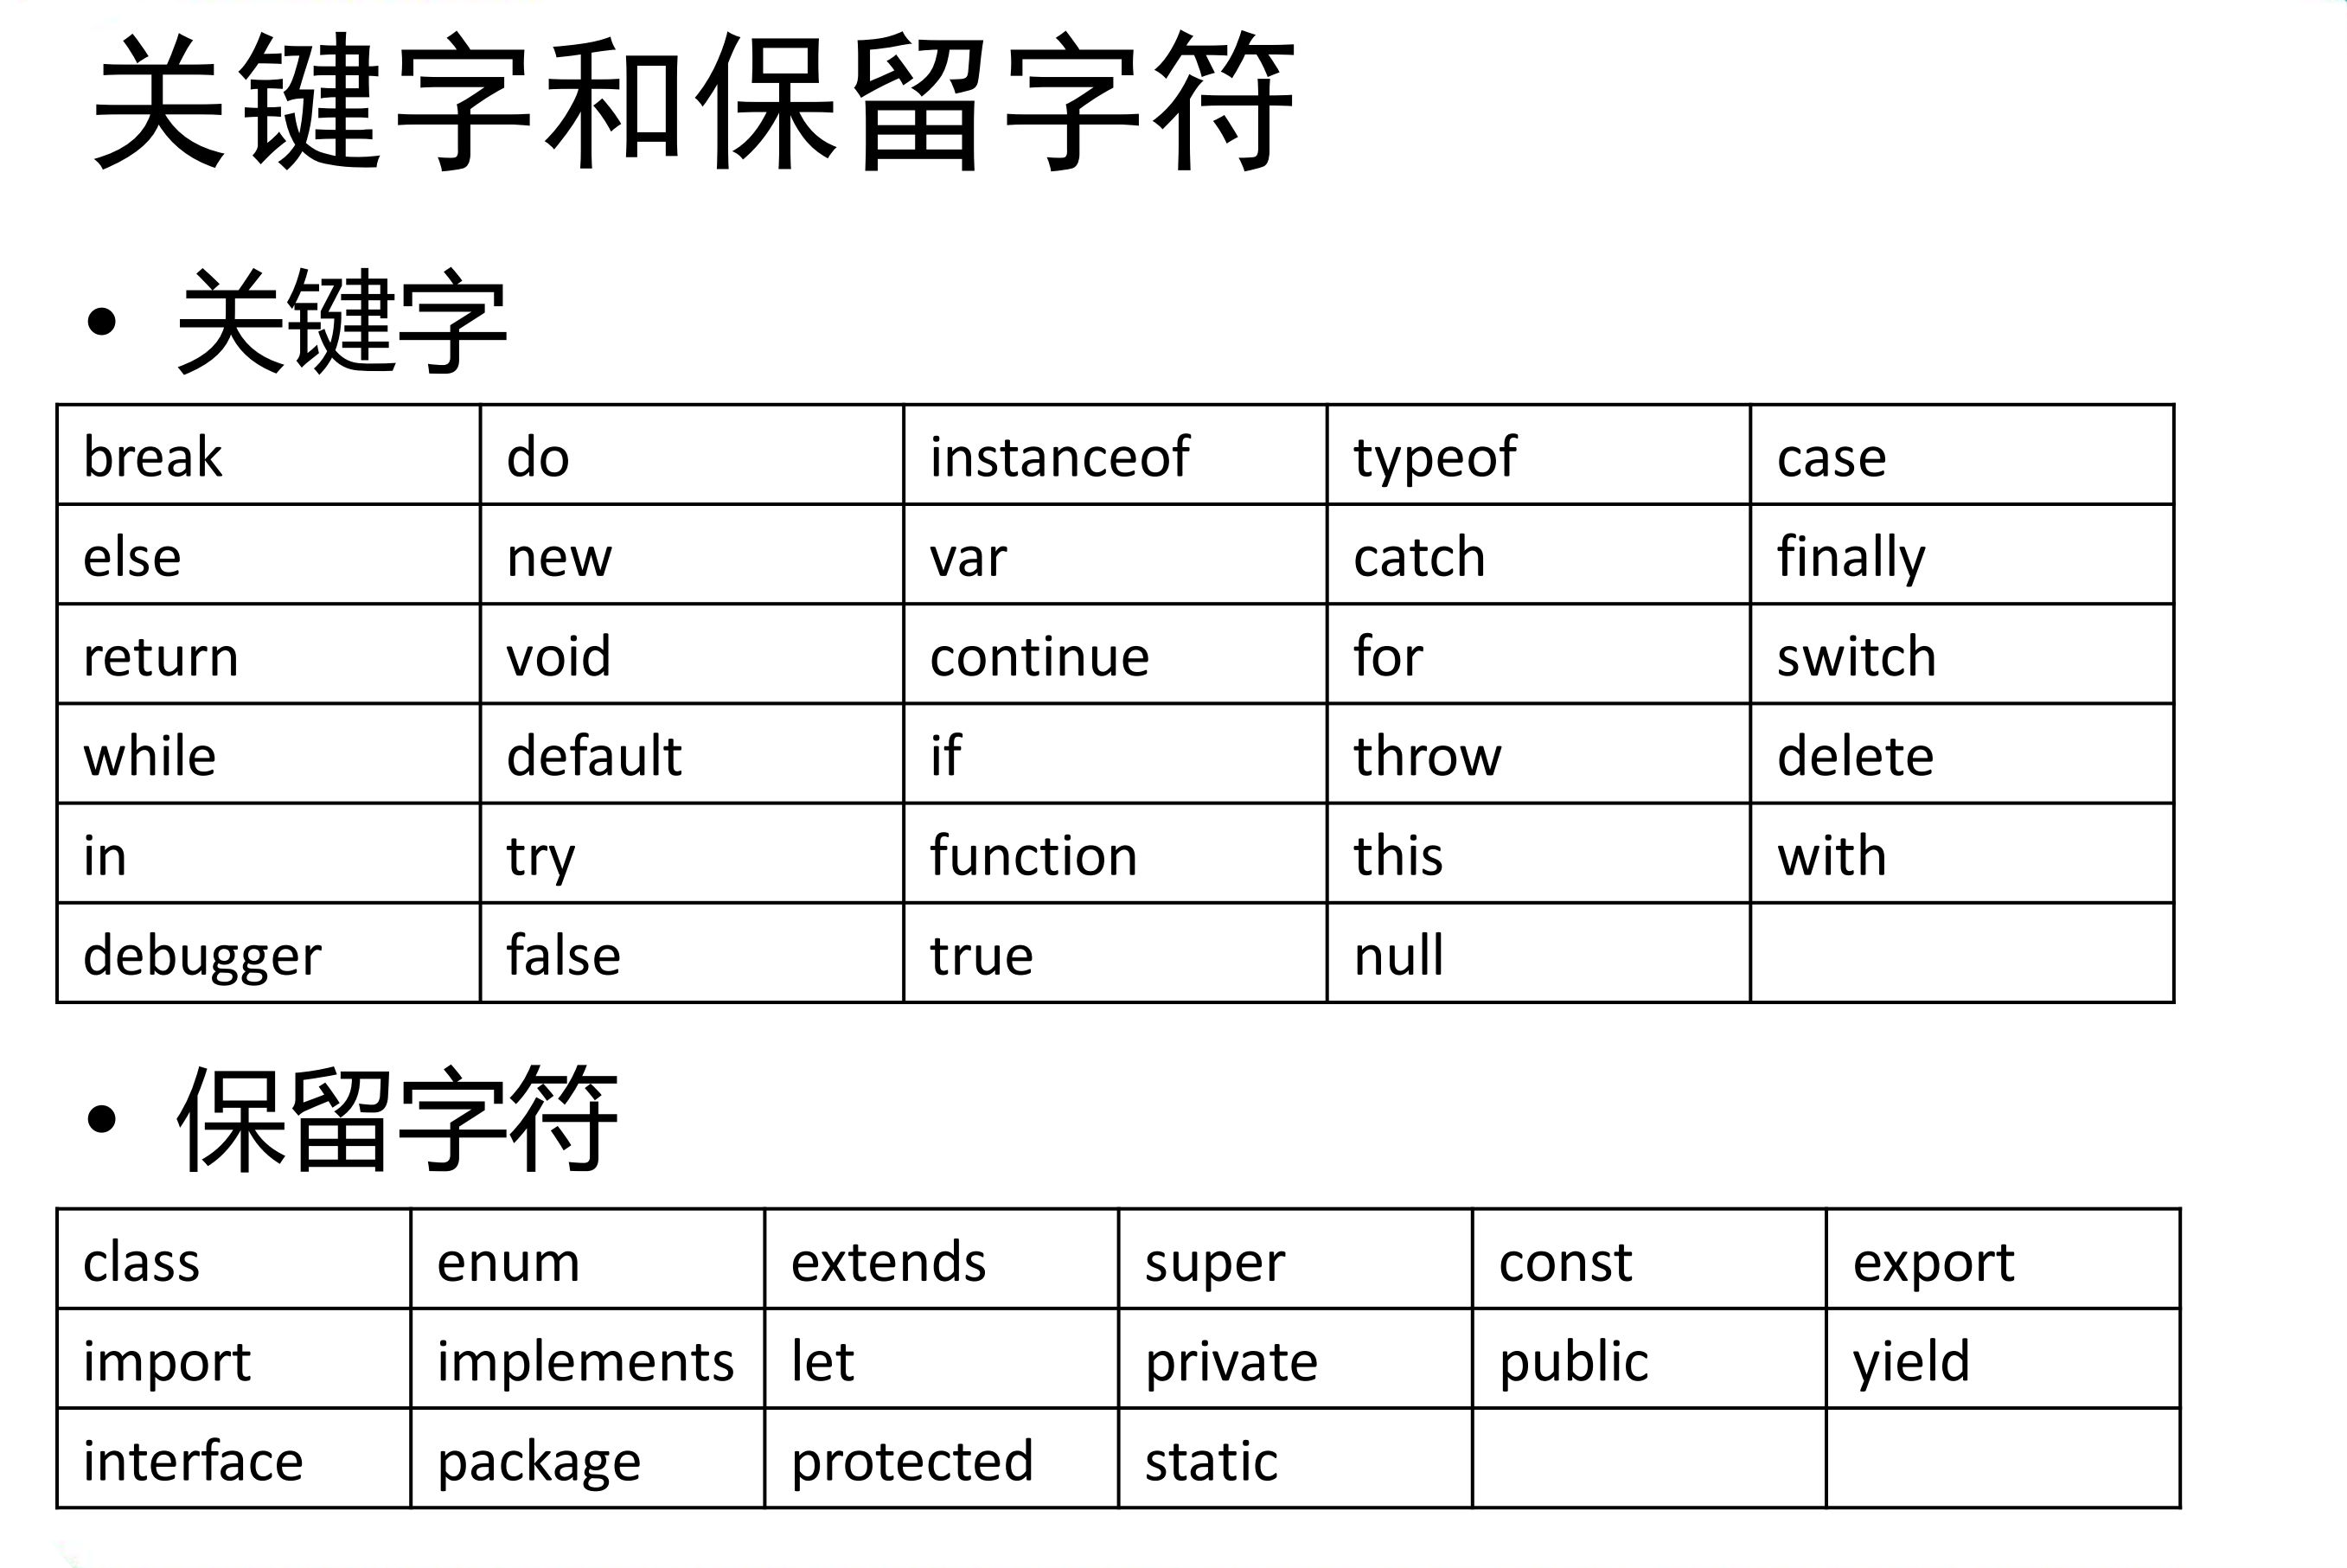 关键字和保留字符
• 关键字
break do instanceof typeof case
else new var catch finally
return void continue for switch
while default if throw delete
in try function this with
debugger false true null
• 保留字符
class enum extends super const export
import implements let private public yield
interface package protected static